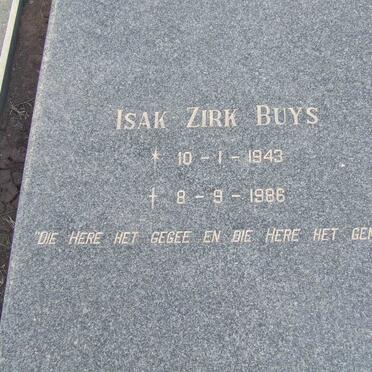 ISAK ZIRK BUYS
* 10 - 1 - 1943
† 8 - 9 - 1986
"DIE HERE HET GEGEE EN DIE HERE HET